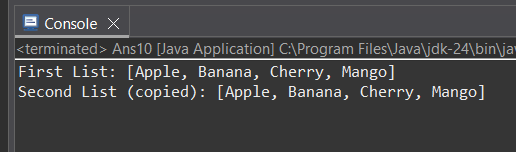 Console
<terminated> Ans10 [Java Application] C:\Program Files\Java\jdk-24\bin\jav
First List: [Apple, Banana, Cherry, Mango]
Second List (copied): [Apple, Banana, Cherry, Mango]